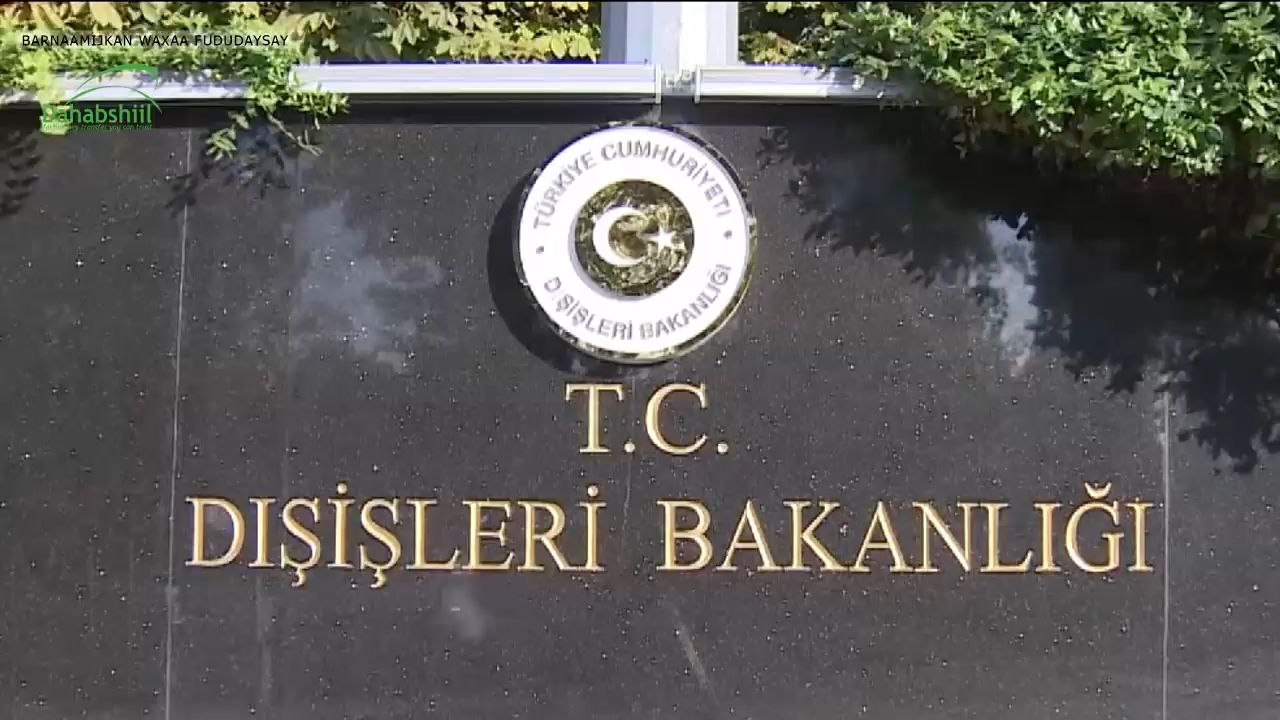 BARNAAMIJKAN WAXAA FUDUDAYSAY
Dahabshiil
TÜRKİYE CUMHURİYETİ
DIŞİŞLERİ BAKANLIĞI
T.C.
DIŞİŞLERİ BAKANLIĞI